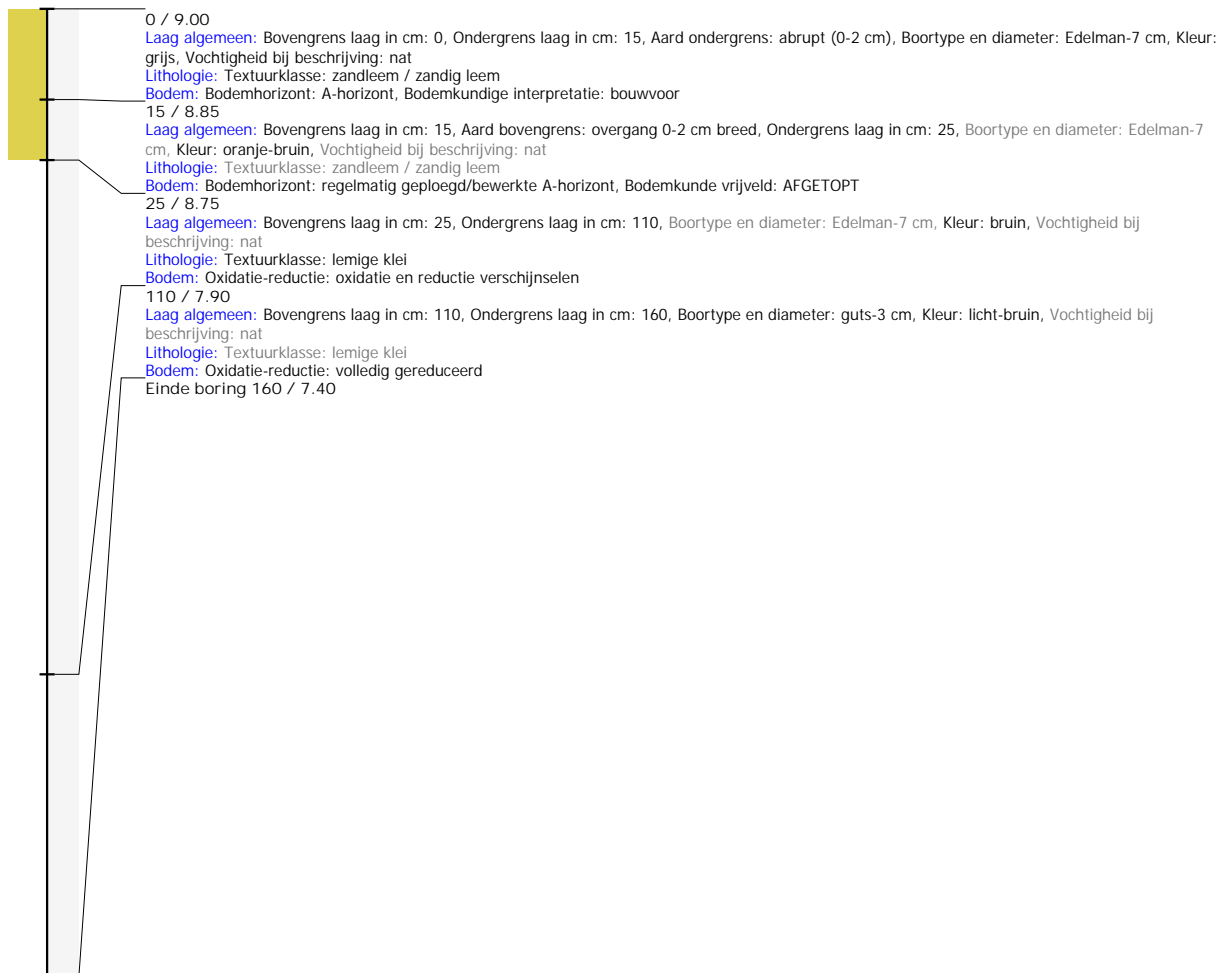 0 / 9.00
Laag algemeen: Bovengrens laag in cm: 0, Ondergrens laag in cm: 15, Aard ondergrens: abrupt (0-2 cm), Boortype en diameter: Edelman-7 cm, Kleur:
grijs, Vochtigheid bij beschrijving: nat
Lithologie: Textuurklasse: zandleem / zandig leem
Bodem: Bodemhorizont: A-horizont, Bodemkundige interpretatie: bouwvoor
15 / 8.85
Laag algemeen: Bovengrens laag in cm: 15, Aard bovengrens: overgang 0-2 cm breed, Ondergrens laag in cm: 25, Boortype en diameter: Edelman-7
cm, Kleur: oranje-bruin, Vochtigheid bij beschrijving: nat
Lithologie: Textuurklasse: zandleem / zandig leem
Bodem: Bodemhorizont: regelmatig geploegd/bewerkte A-horizont, Bodemkunde vrijveld: AFGETOPT
25 / 8.75
Laag algemeen: Bovengrens laag in cm: 25, Ondergrens laag in cm: 110, Boortype en diameter: Edelman-7 cm, Kleur: bruin, Vochtigheid bij
beschrijving: nat
Lithologie: Textuurklasse: lemige klei
Bodem: Oxidatie-reductie: oxidatie en reductie verschijnselen
110 / 7.90
Laag algemeen: Bovengrens laag in cm: 110, Ondergrens laag in cm: 160, Boortype en diameter: guts-3 cm, Kleur: licht-bruin, Vochtigheid bij
beschrijving: nat
Lithologie: Textuurklasse: lemige klei
Bodem: Oxidatie-reductie: volledig gereduceerd
Einde boring 160 / 7.40